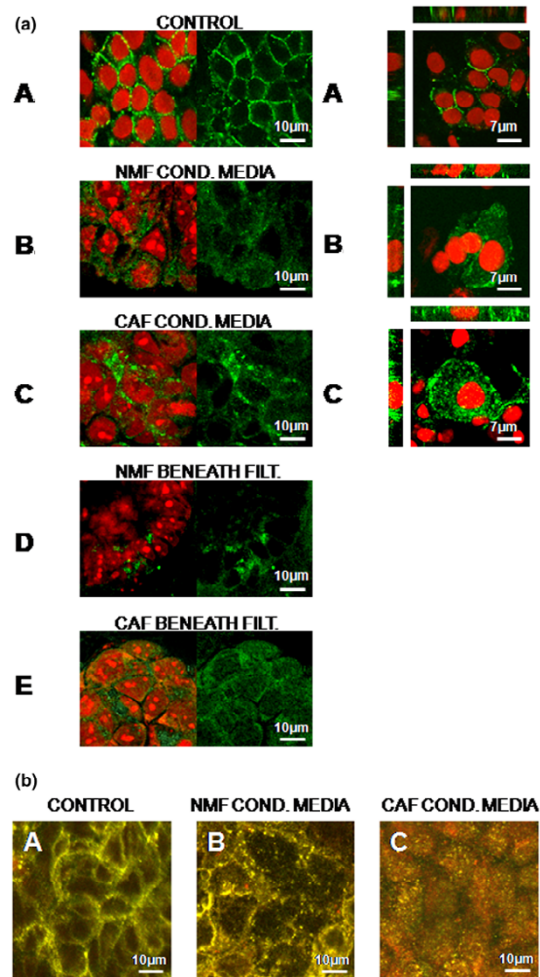 (a)
CONTROL
A
10μm
A
7μm
NMF COND. MEDIA
B
10μm
B
7μm
CAF COND. MEDIA
C
10μm
C
7μm
NMF BENEATH FILT.
D
10μm
CAF BENEATH FILT.
E
10μm
(b)
CONTROL NMF COND. MEDIA CAF COND. MEDIA
A B C
10μm 10μm 10μm